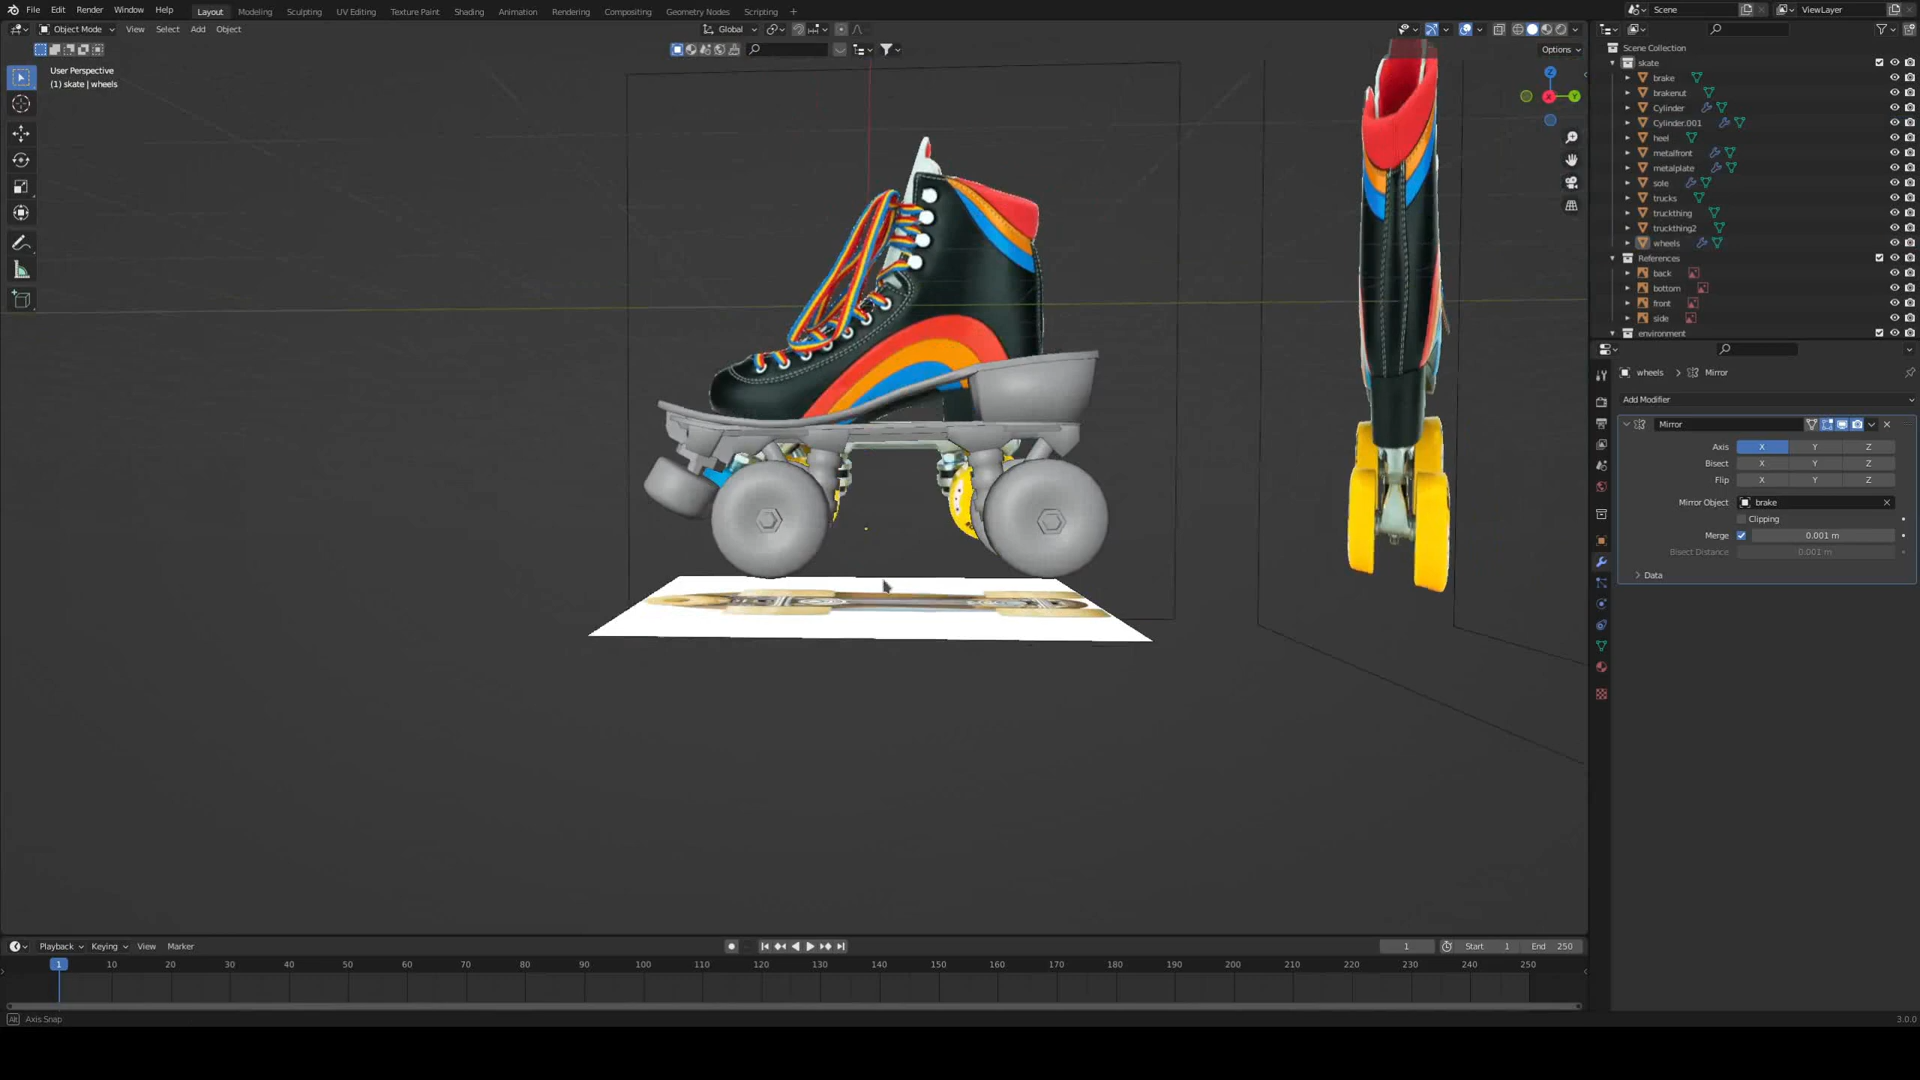 File Edit Render Window Help Layout Modeling Sculpting UV Editing Texture Paint Shading Animation Rendering Compositing Geometry Nodes Scripting + Scene ViewLayer
Object Mode View Select Add Object Global
Options
User Perspective
(1) skate | wheels
Scene Collection
skate
brake
brakenut
Cylinder
Cylinder.001
heel
metalfront
metalplate
sole
trucks
truckthing
truckthing2
wheels
References
back
bottom
front
side
environment
wheels > Mirror
Add Modifier
Mirror
Axis X Y Z
Bisect X Y Z
Flip X Y Z
Mirror Object brake
Clipping
Merge 0.001 m
Bisect Distance 0.001 m
Data
Z
X
Y
Playback Keying View Marker 1 Start 1 End 250
1 10 20 30 40 50 60 70 80 90 100 110 120 130 140 150 160 170 180 190 200 210 220 230 240 250
Alt Axis Snap 3.0.0